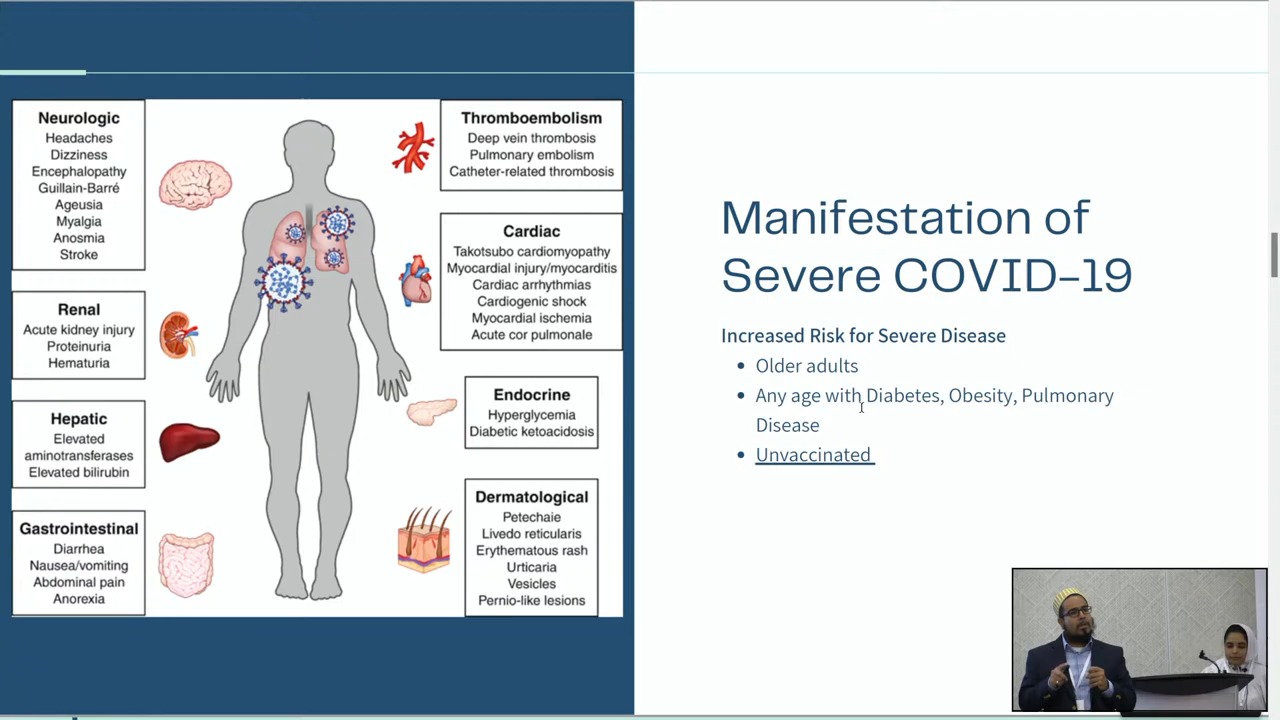 Neurologic
Headaches
Dizziness
Encephalopathy
Guillain-Barré
Ageusia
Myalgia
Anosmia
Stroke
Renal
Acute kidney injury
Proteinuria
Hematuria
Hepatic
Elevated
aminotransferases
Elevated bilirubin
Gastrointestinal
Diarrhea
Nausea/vomiting
Abdominal pain
Anorexia
Thromboembolism
Deep vein thrombosis
Pulmonary embolism
Catheter-related thrombosis
Cardiac
Takotsubo cardiomyopathy
Myocardial injury/myocarditis
Cardiac arrhythmias
Cardiogenic shock
Myocardial ischemia
Acute cor pulmonale
Endocrine
Hyperglycemia
Diabetic ketoacidosis
Dermatological
Petechaie
Livedo reticularis
Erythematous rash
Urticaria
Vesicles
Pernio-like lesions
Manifestation of
Severe COVID-19
Increased Risk for Severe Disease
• Older adults
• Any age with Diabetes, Obesity, Pulmonary
Disease
• Unvaccinated